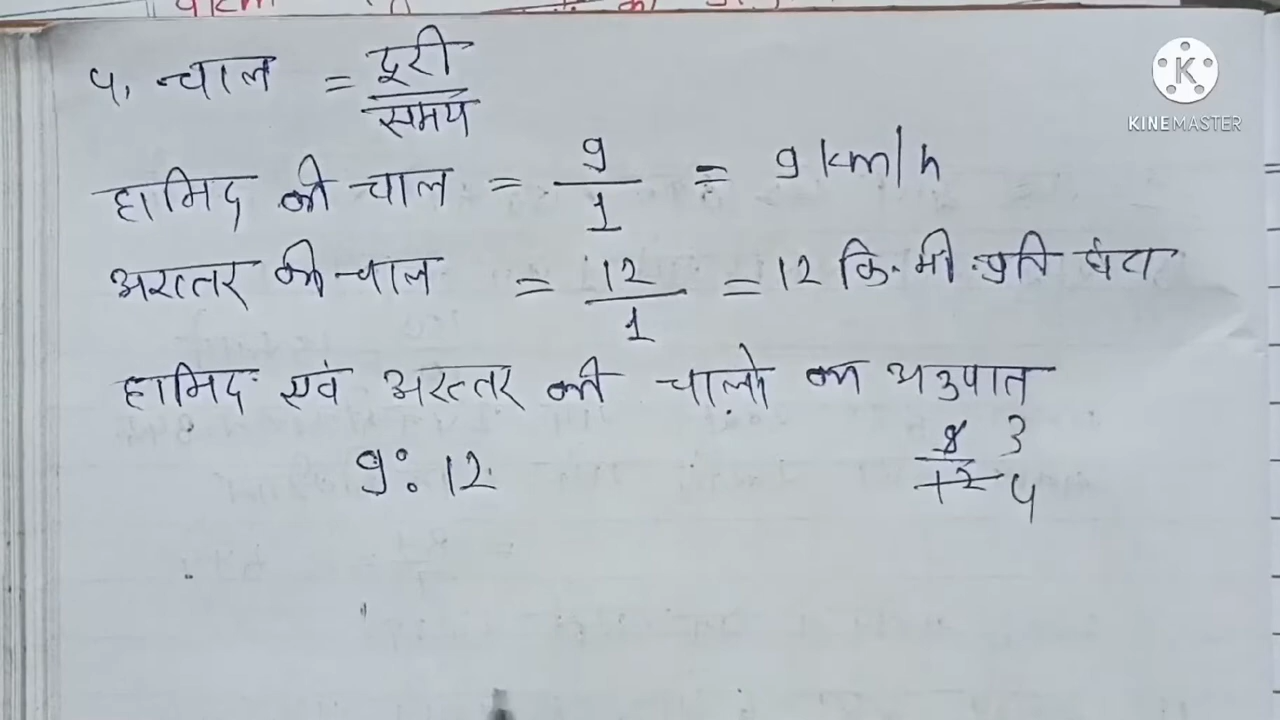 ५. चाल = दूरी / समय
हामिद की चाल = 9/1 = 9 km/h
अख्तर की चाल = 12/1 = 12 कि.मी.प्रति घंटा
हामिद एवं अख्तर की चालो का अनुपात
9:12
9/12 3/4
KINEMASTER